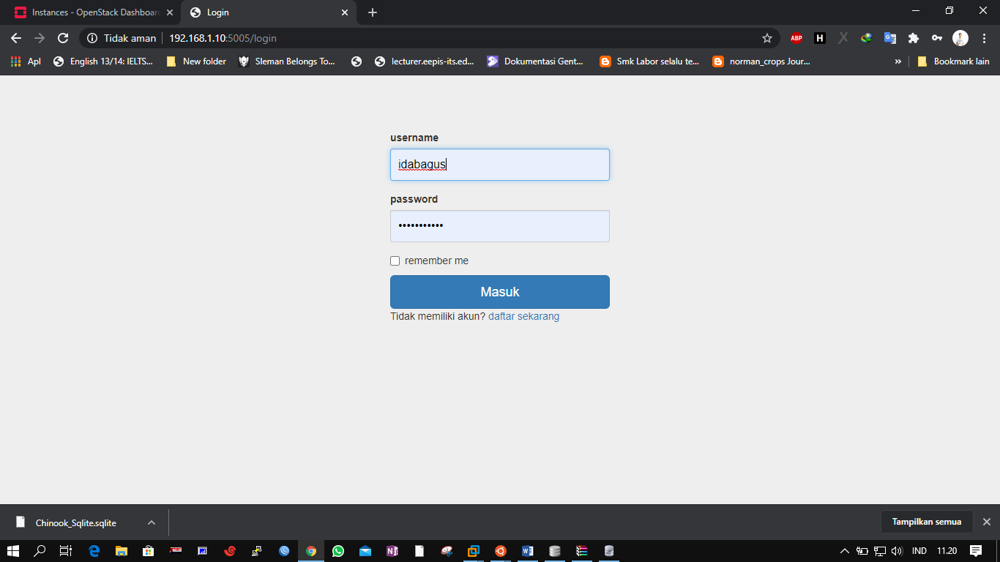 Instances - OpenStack Dashboar
Login
Tidak aman
192.168.1.10:5005/login
ABP
H
X
Apl
English 13/14: IELTS...
New folder
Sleman Belongs To...
lecturer.eepis-its.ed...
Dokumentasi Gent...
Smk Labor selalu te...
norman_crops Jour...
»
Bookmark lain
username
idabagus
password
•••••••••••
remember me
Masuk
Tidak memiliki akun? daftar sekarang
Chinook_Sqlite.sqlite
Tampilkan semua
IND
11.20